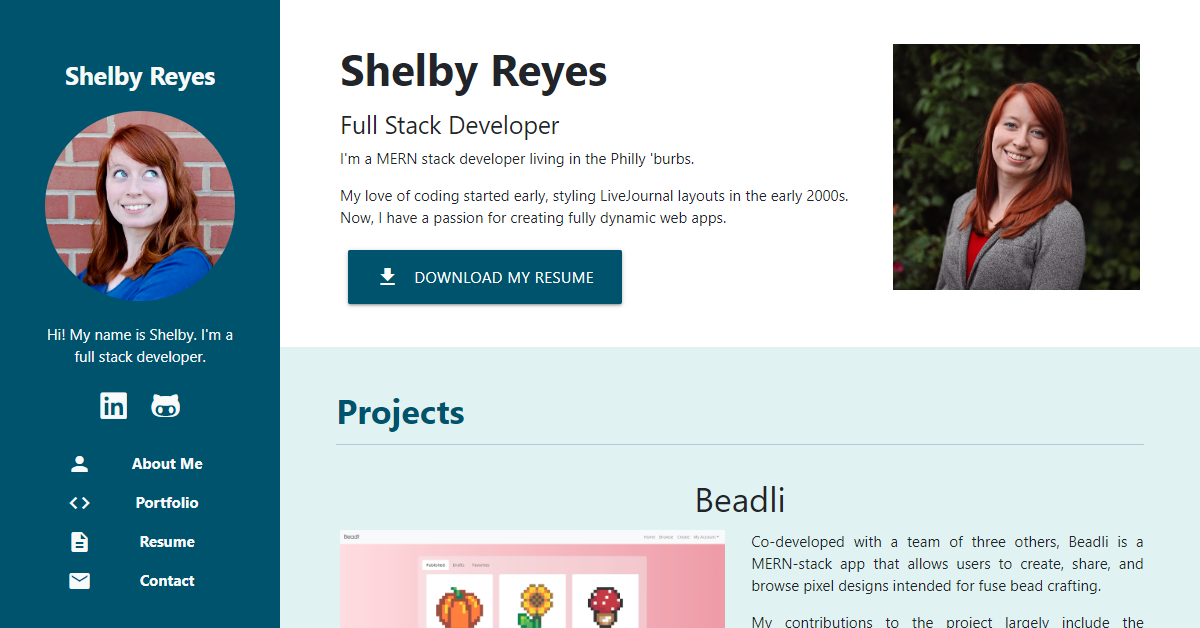 Shelby Reyes
Hi! My name is Shelby. I'm a
full stack developer.
in
About Me
Portfolio
Resume
Contact
Shelby Reyes
Full Stack Developer
I'm a MERN stack developer living in the Philly 'burbs.
My love of coding started early, styling LiveJournal layouts in the early 2000s.
Now, I have a passion for creating fully dynamic web apps.
DOWNLOAD MY RESUME
Projects
Beadli
Beadli
Home Browse Create My Account
Published Drafts Favorites
Co-developed with a team of three others, Beadli is a
MERN-stack app that allows users to create, share, and
browse pixel designs intended for fuse bead crafting.
My contributions to the project largely include the